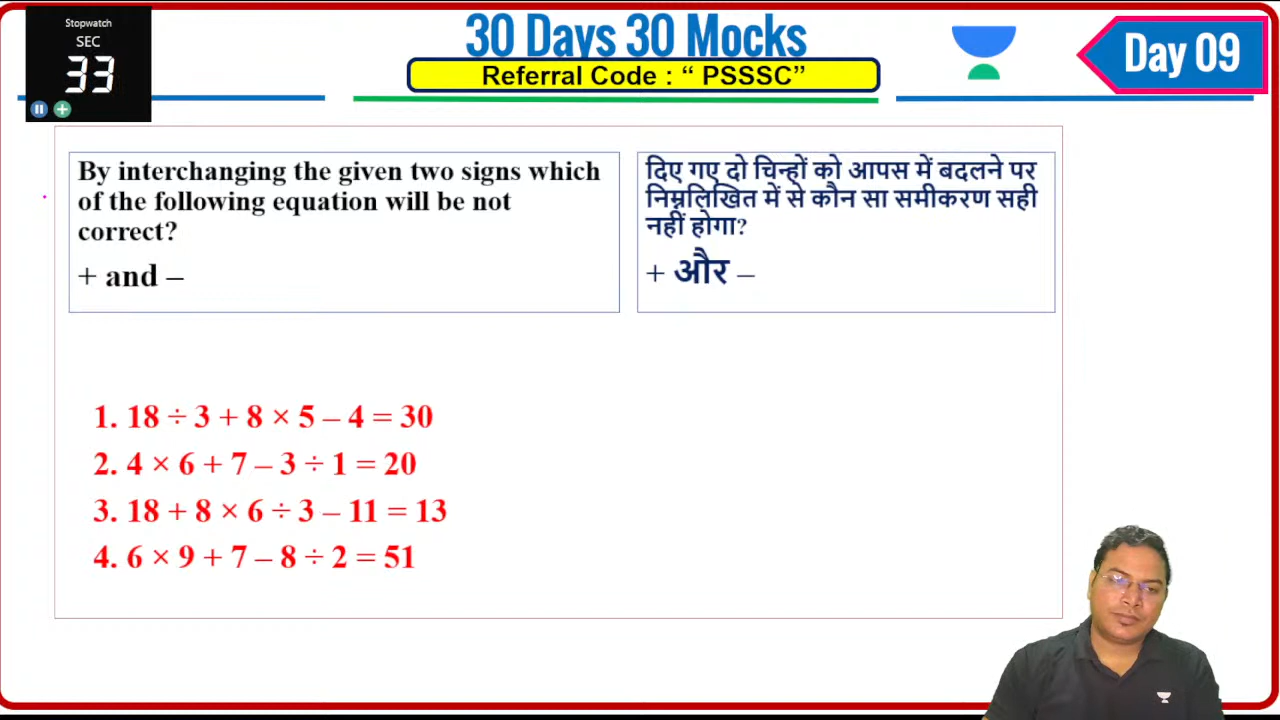 Stopwatch
SEC
33
30 Days 30 Mocks
Referral Code : “ PSSSC”
Day 09
By interchanging the given two signs which
of the following equation will be not
correct?
+ and –
दिए गए दो चिन्हों को आपस में बदलने पर
निम्नलिखित में से कौन सा समीकरण सही
नहीं होगा?
+ और –
1. 18 ÷ 3 + 8 × 5 – 4 = 30
2. 4 × 6 + 7 – 3 ÷ 1 = 20
3. 18 + 8 × 6 ÷ 3 – 11 = 13
4. 6 × 9 + 7 – 8 ÷ 2 = 51